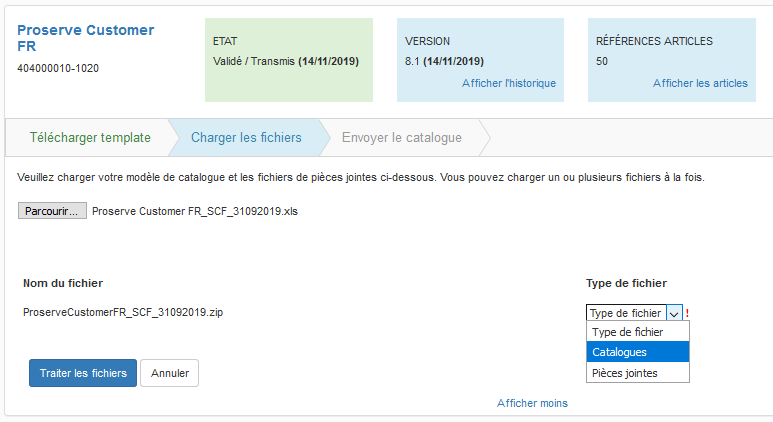 Proserve Customer
FR
404000010-1020
ETAT
Validé / Transmis (14/11/2019)
VERSION
8.1 (14/11/2019)
Afficher l'historique
RÉFÉRENCES ARTICLES
50
Afficher les articles
Télécharger template
Charger les fichiers
Envoyer le catalogue
Veuillez charger votre modèle de catalogue et les fichiers de pièces jointes ci-dessous. Vous pouvez charger un ou plusieurs fichiers à la fois.
Parcourir... Proserve Customer FR_SCF_31092019.xls
Nom du fichier
Type de fichier
ProserveCustomerFR_SCF_31092019.zip
Type de fichier !
Type de fichier
Catalogues
Pièces jointes
Traiter les fichiers
Annuler
Afficher moins